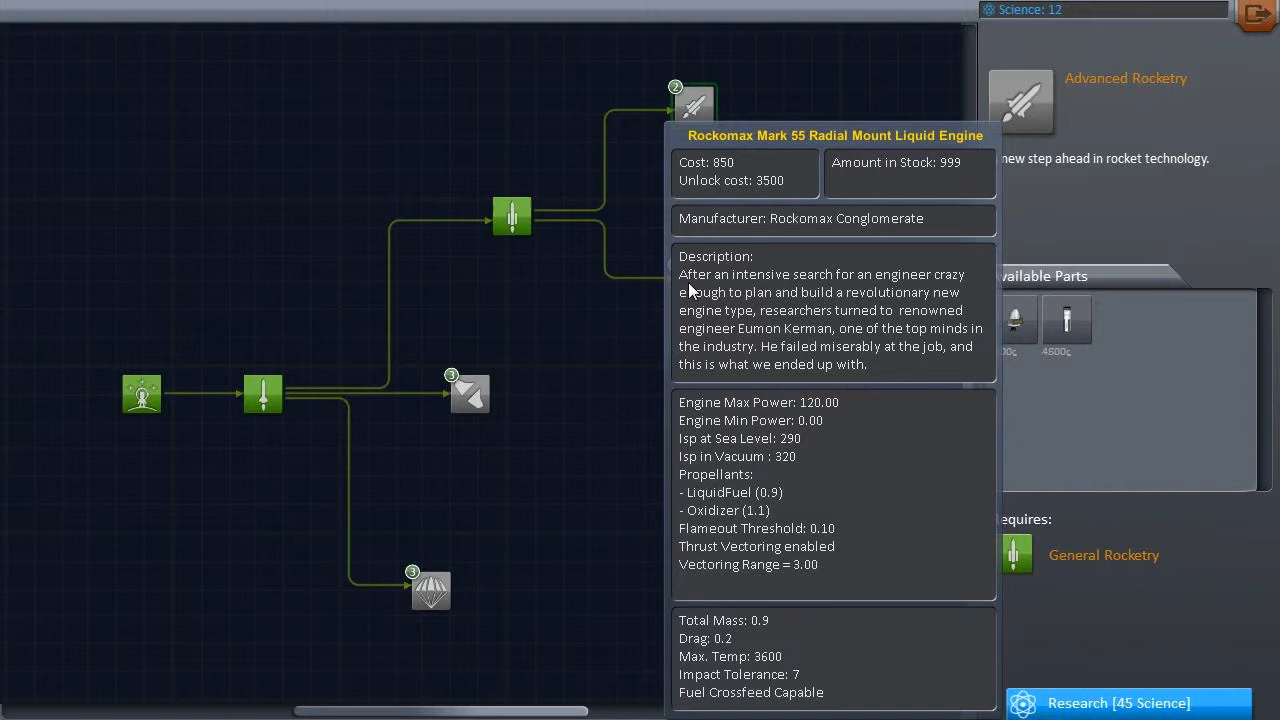 Science: 12
Advanced Rocketry
new step ahead in rocket technology.
2
Rockomax Mark 55 Radial Mount Liquid Engine
Cost: 850
Unlock cost: 3500
Amount in Stock: 999
Manufacturer: Rockomax Conglomerate
Description:
After an intensive search for an engineer crazy
enough to plan and build a revolutionary new
engine type, researchers turned to renowned
engineer Eumon Kerman, one of the top minds in
the industry. He failed miserably at the job, and
this is what we ended up with.
Engine Max Power: 120.00
Engine Min Power: 0.00
Isp at Sea Level: 290
Isp in Vacuum : 320
Propellants:
- LiquidFuel (0.9)
- Oxidizer (1.1)
Flameout Threshold: 0.10
Thrust Vectoring enabled
Vectoring Range = 3.00
Total Mass: 0.9
Drag: 0.2
Max. Temp: 3600
Impact Tolerance: 7
Fuel Crossfeed Capable
3
3
vailable Parts
00c
4800c
equires:
General Rocketry
Research [45 Science]